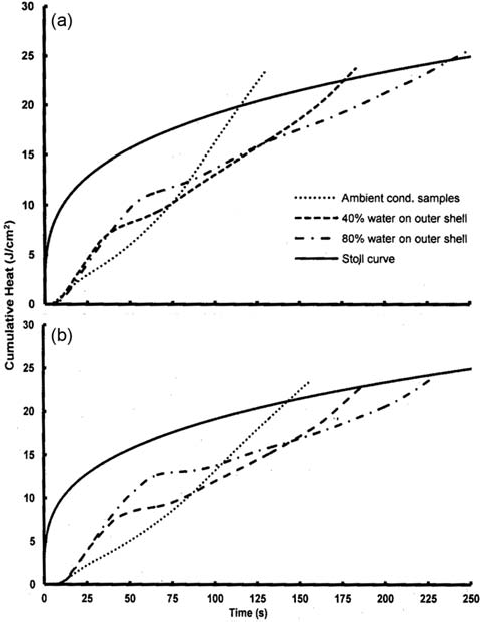 (a)
30
25
20
15
10
5
0
Ambient cond. samples
40% water on outer shell
80% water on outer shell
Stoll curve
Cumulative Heat (J/cm²)
(b)
30
25
20
15
10
5
0
0 25 50 75 100 125 150 175 200 225 250
Time (s)